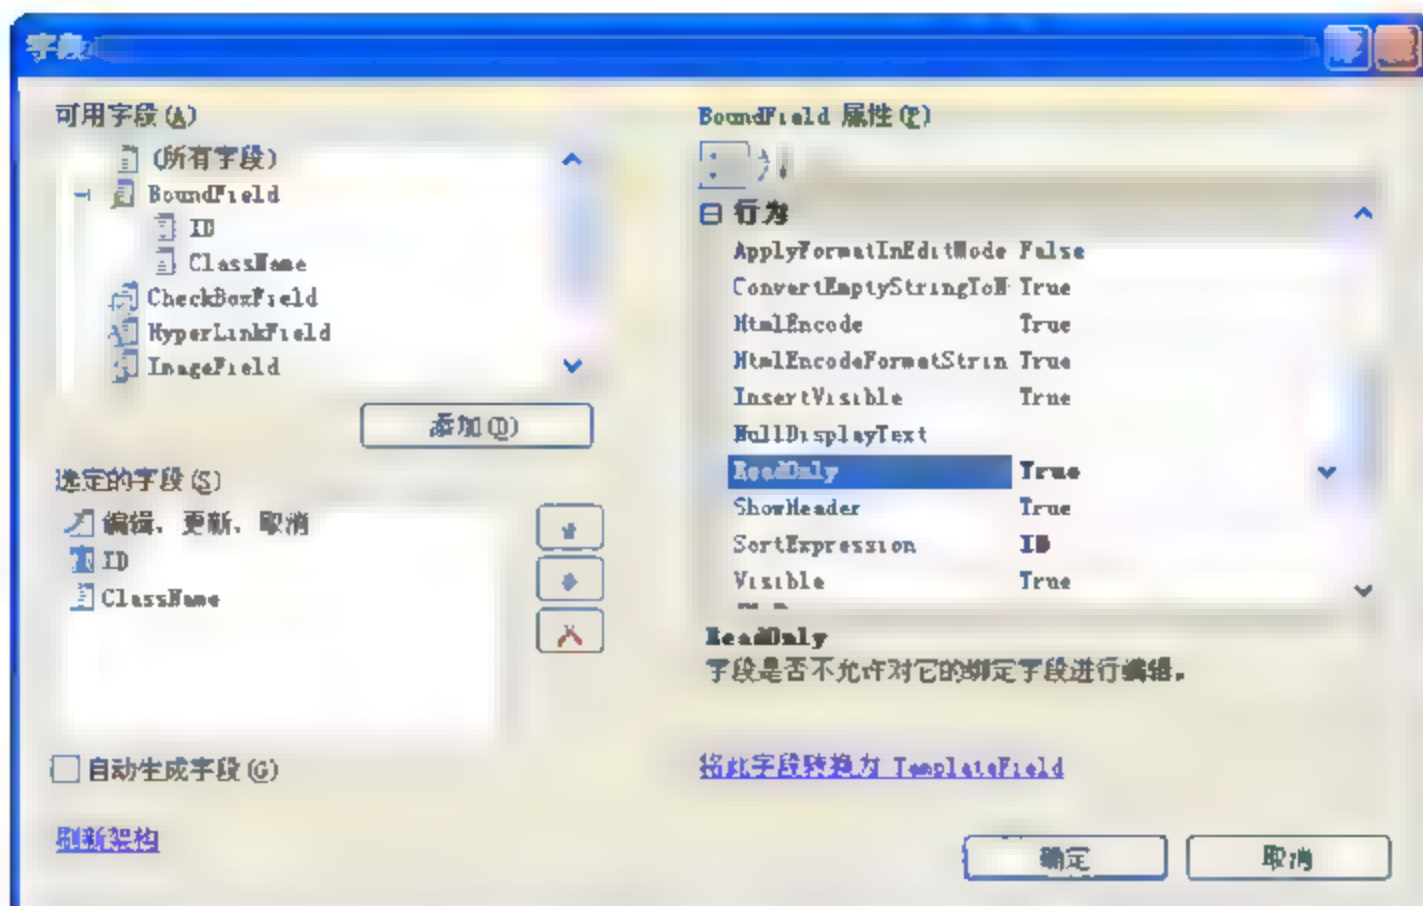 字段
可用字段(A)
(所有字段)
BoundField
ID
ClassName
CheckBoxField
HyperLinkField
ImageField
添加(D)
选定的字段(S)
编辑、更新、取消
ID
ClassName
自动生成字段(G)
刷新架构
BoundField 属性(P)
行为
ApplyFormatInEditMode False
ConvertEmptyStringToN True
HtmlEncode True
HtmlEncodeFormatStrin True
InsertVisible True
NullDisplayText
ReadOnly True
ShowHeader True
SortExpression ID
Visible True
ReadOnly
字段是否不允许对它的绑定字段进行编辑。
将此字段转换为 TemplateField
确定
取消